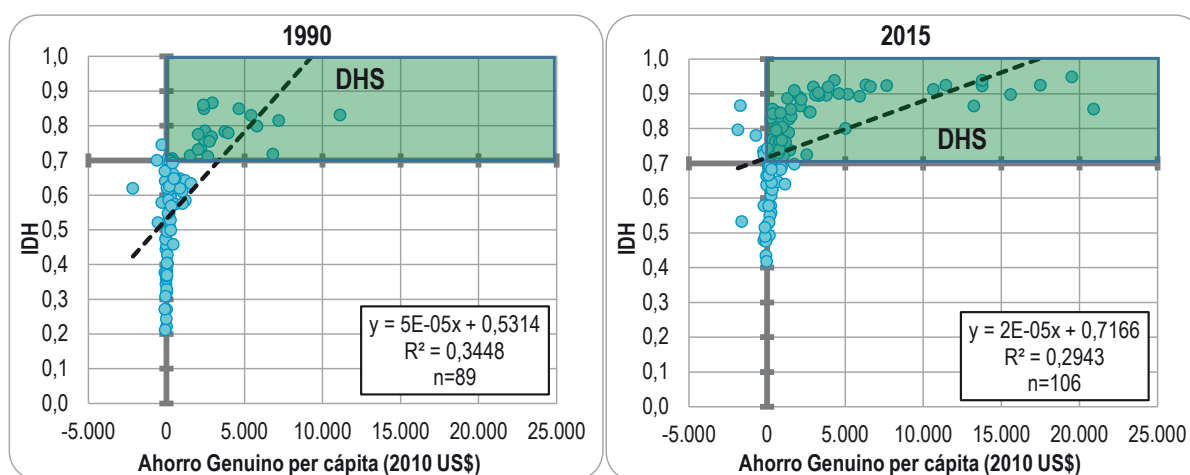 1990
1,0
0,9
0,8
0,7
0,6
0,5
0,4
0,3
0,2
0,1
0,0
IDH
DHS
y = 5E-05x + 0,5314
R² = 0,3448
n=89
-5.000 0 5.000 10.000 15.000 20.000 25.000
Ahorro Genuino per cápita (2010 US$)
2015
1,0
0,9
0,8
0,7
0,6
0,5
0,4
0,3
0,2
0,1
0,0
IDH
DHS
y = 2E-05x + 0,7166
R² = 0,2943
n=106
-5.000 0 5.000 10.000 15.000 20.000 25.000
Ahorro Genuino per cápita (2010 US$)